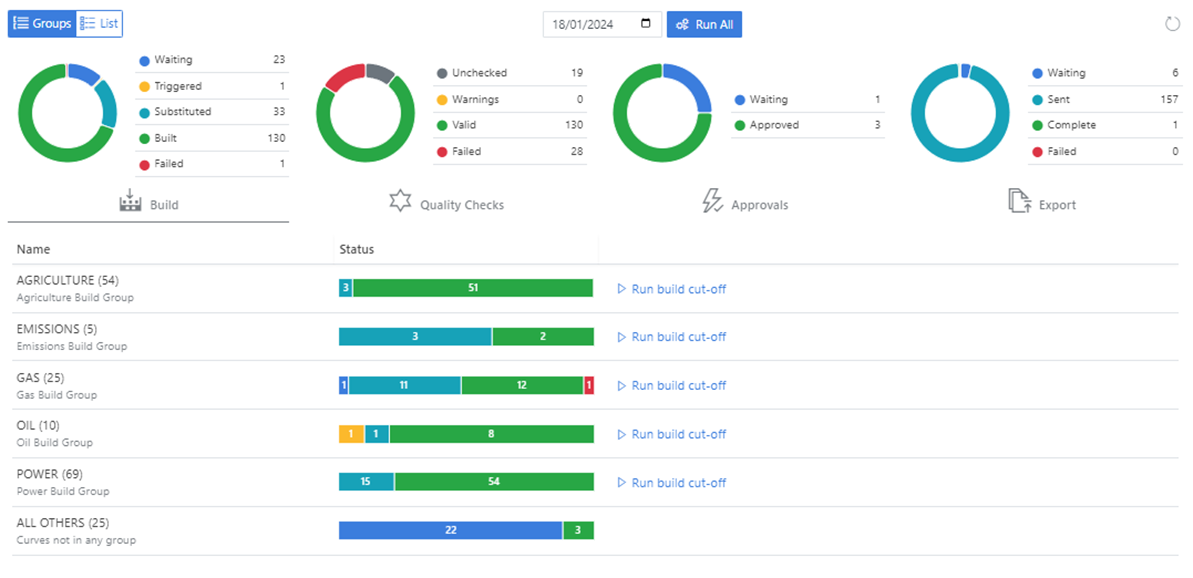 Groups List 18/01/2024 Run All
Waiting 23
Triggered 1
Substituted 33
Built 130
Failed 1
Unchecked 19
Warnings 0
Valid 130
Failed 28
Waiting 1
Approved 3
Waiting 6
Sent 157
Complete 1
Failed 0
Build Quality Checks Approvals Export
Name Status
AGRICULTURE (54)
Agriculture Build Group
3 51 Run build cut-off
EMISSIONS (5)
Emissions Build Group
3 2 Run build cut-off
GAS (25)
Gas Build Group
1 11 12 1 Run build cut-off
OIL (10)
Oil Build Group
1 1 8 Run build cut-off
POWER (69)
Power Build Group
15 54 Run build cut-off
ALL OTHERS (25)
Curves not in any group
22 3